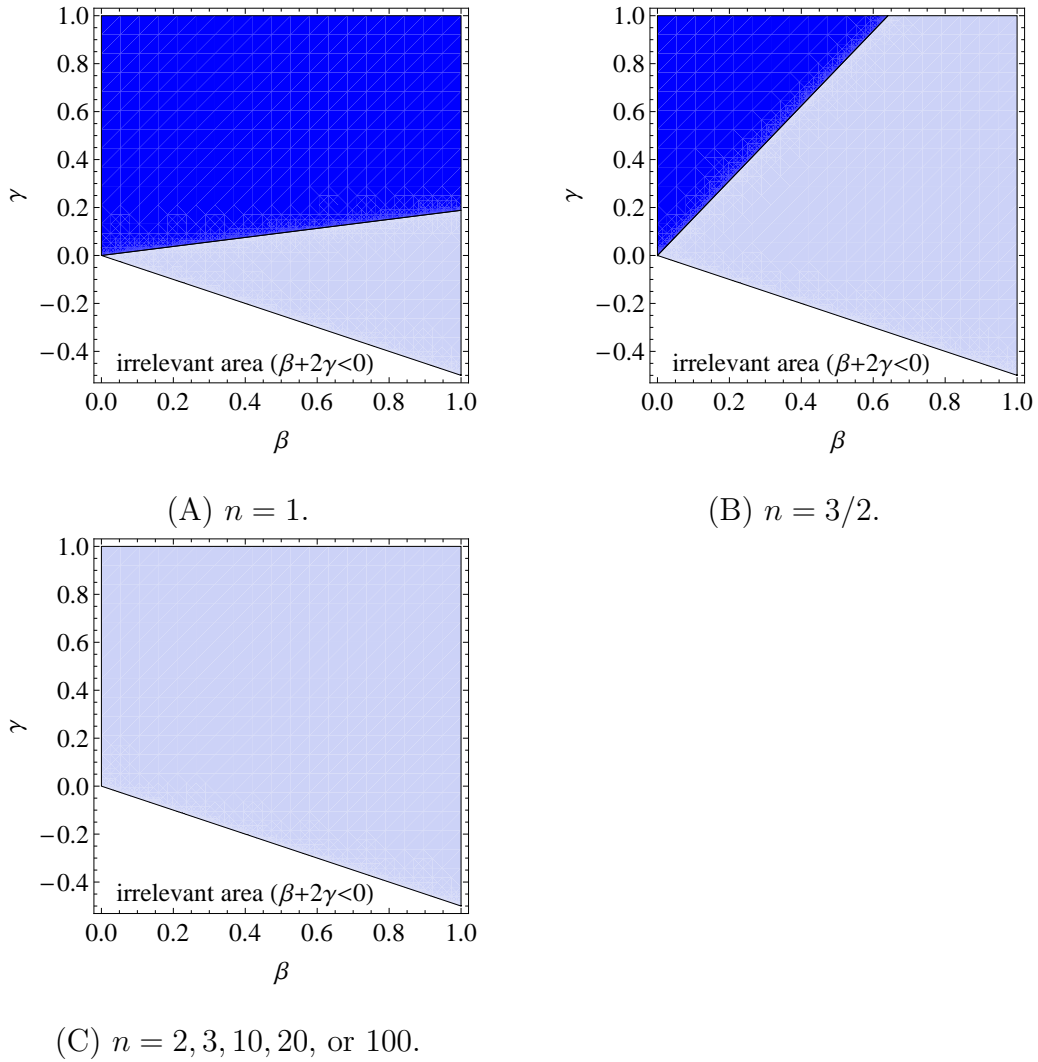 1.0
0.8
0.6
0.4
0.2
0.0
−0.2
−0.4
γ
irrelevant area (β+2γ<0)
0.0 0.2 0.4 0.6 0.8 1.0
β
(A) n = 1.
1.0
0.8
0.6
0.4
0.2
0.0
−0.2
−0.4
γ
irrelevant area (β+2γ<0)
0.0 0.2 0.4 0.6 0.8 1.0
β
(B) n = 3/2.
1.0
0.8
0.6
0.4
0.2
0.0
−0.2
−0.4
γ
irrelevant area (β+2γ<0)
0.0 0.2 0.4 0.6 0.8 1.0
β
(C) n = 2, 3, 10, 20, or 100.